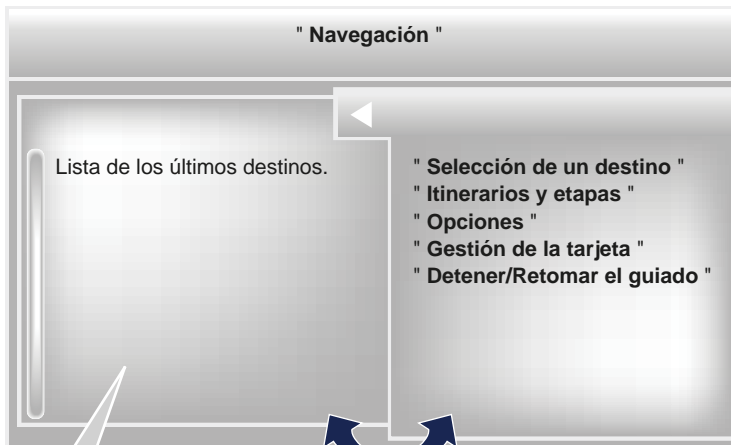 " Navegación "
Lista de los últimos destinos.
" Selección de un destino "
" Itinerarios y etapas "
" Opciones "
" Gestión de la tarjeta "
" Detener/Retomar el guiado "